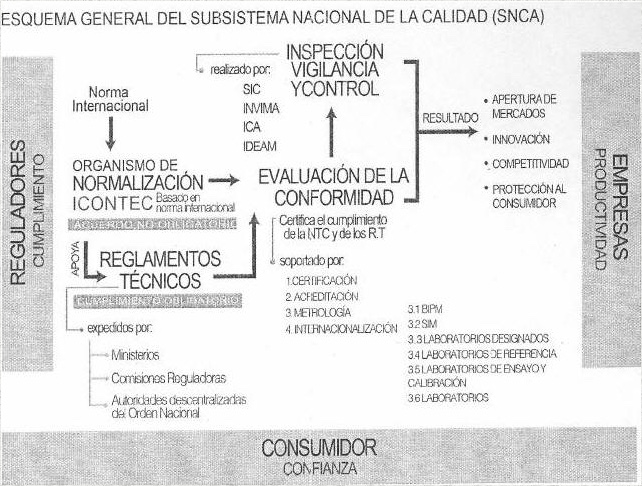 ESQUEMA GENERAL DEL SUBSISTEMA NACIONAL DE LA CALIDAD (SNCA)
REGULADORES
CUMPLIMIENTO
Norma
Internacional
ORGANISMO DE
NORMALIZACIÓN
ICONTEC Basado en
norma internacional
ACUERDO NO OBLIGATORIO
APOYA
REGLAMENTOS
TÉCNICOS
CUMPLIMIENTO OBLIGATORIO
expedidos por:
Ministerios
Comisiones Reguladoras
Autoridades descentralizadas
del Orden Nacional
realizado por:
SIC
INVIMA
ICA
IDEAM
INSPECCIÓN
VIGILANCIA
YCONTROL
EVALUACIÓN DE LA
CONFORMIDAD
Certifica el cumplimiento
de la NTC y de los R.T
soportado por:
1.CERTIFICACIÓN
2. ACREDITACIÓN
3. METROLOGÍA
4. INTERNACIONALIZACIÓN
3.1 BIPM
3.2 SIM
3.3 LABORATORIOS DESIGNADOS
3.4 LABORATORIOS DE REFERENCIA
3.5 LABORATORIOS DE ENSAYO Y
CALIBRACIÓN
3.6 LABORATORIOS
RESULTADO
• APERTURA DE
MERCADOS
• INNOVACIÓN
• COMPETITIVIDAD
• PROTECCIÓN AL
CONSUMIDOR
EMPRESAS
PRODUCTIVIDAD
CONSUMIDOR
CONFIANZA